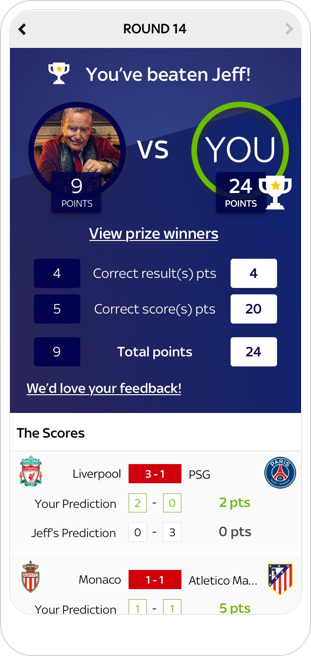 ROUND 14
You've beaten Jeff!
VS
YOU
9
POINTS
24
POINTS
View prize winners
4 Correct result(s) pts 4
5 Correct score(s) pts 20
9 Total points 24
We'd love your feedback!
The Scores
Liverpool 3 - 1 PSG
PARIS
Your Prediction 2 - 0 2 pts
Jeff's Prediction 0 - 3 0 pts
Monaco 1 - 1 Atletico Ma...
Your Prediction 1 - 1 5 pts